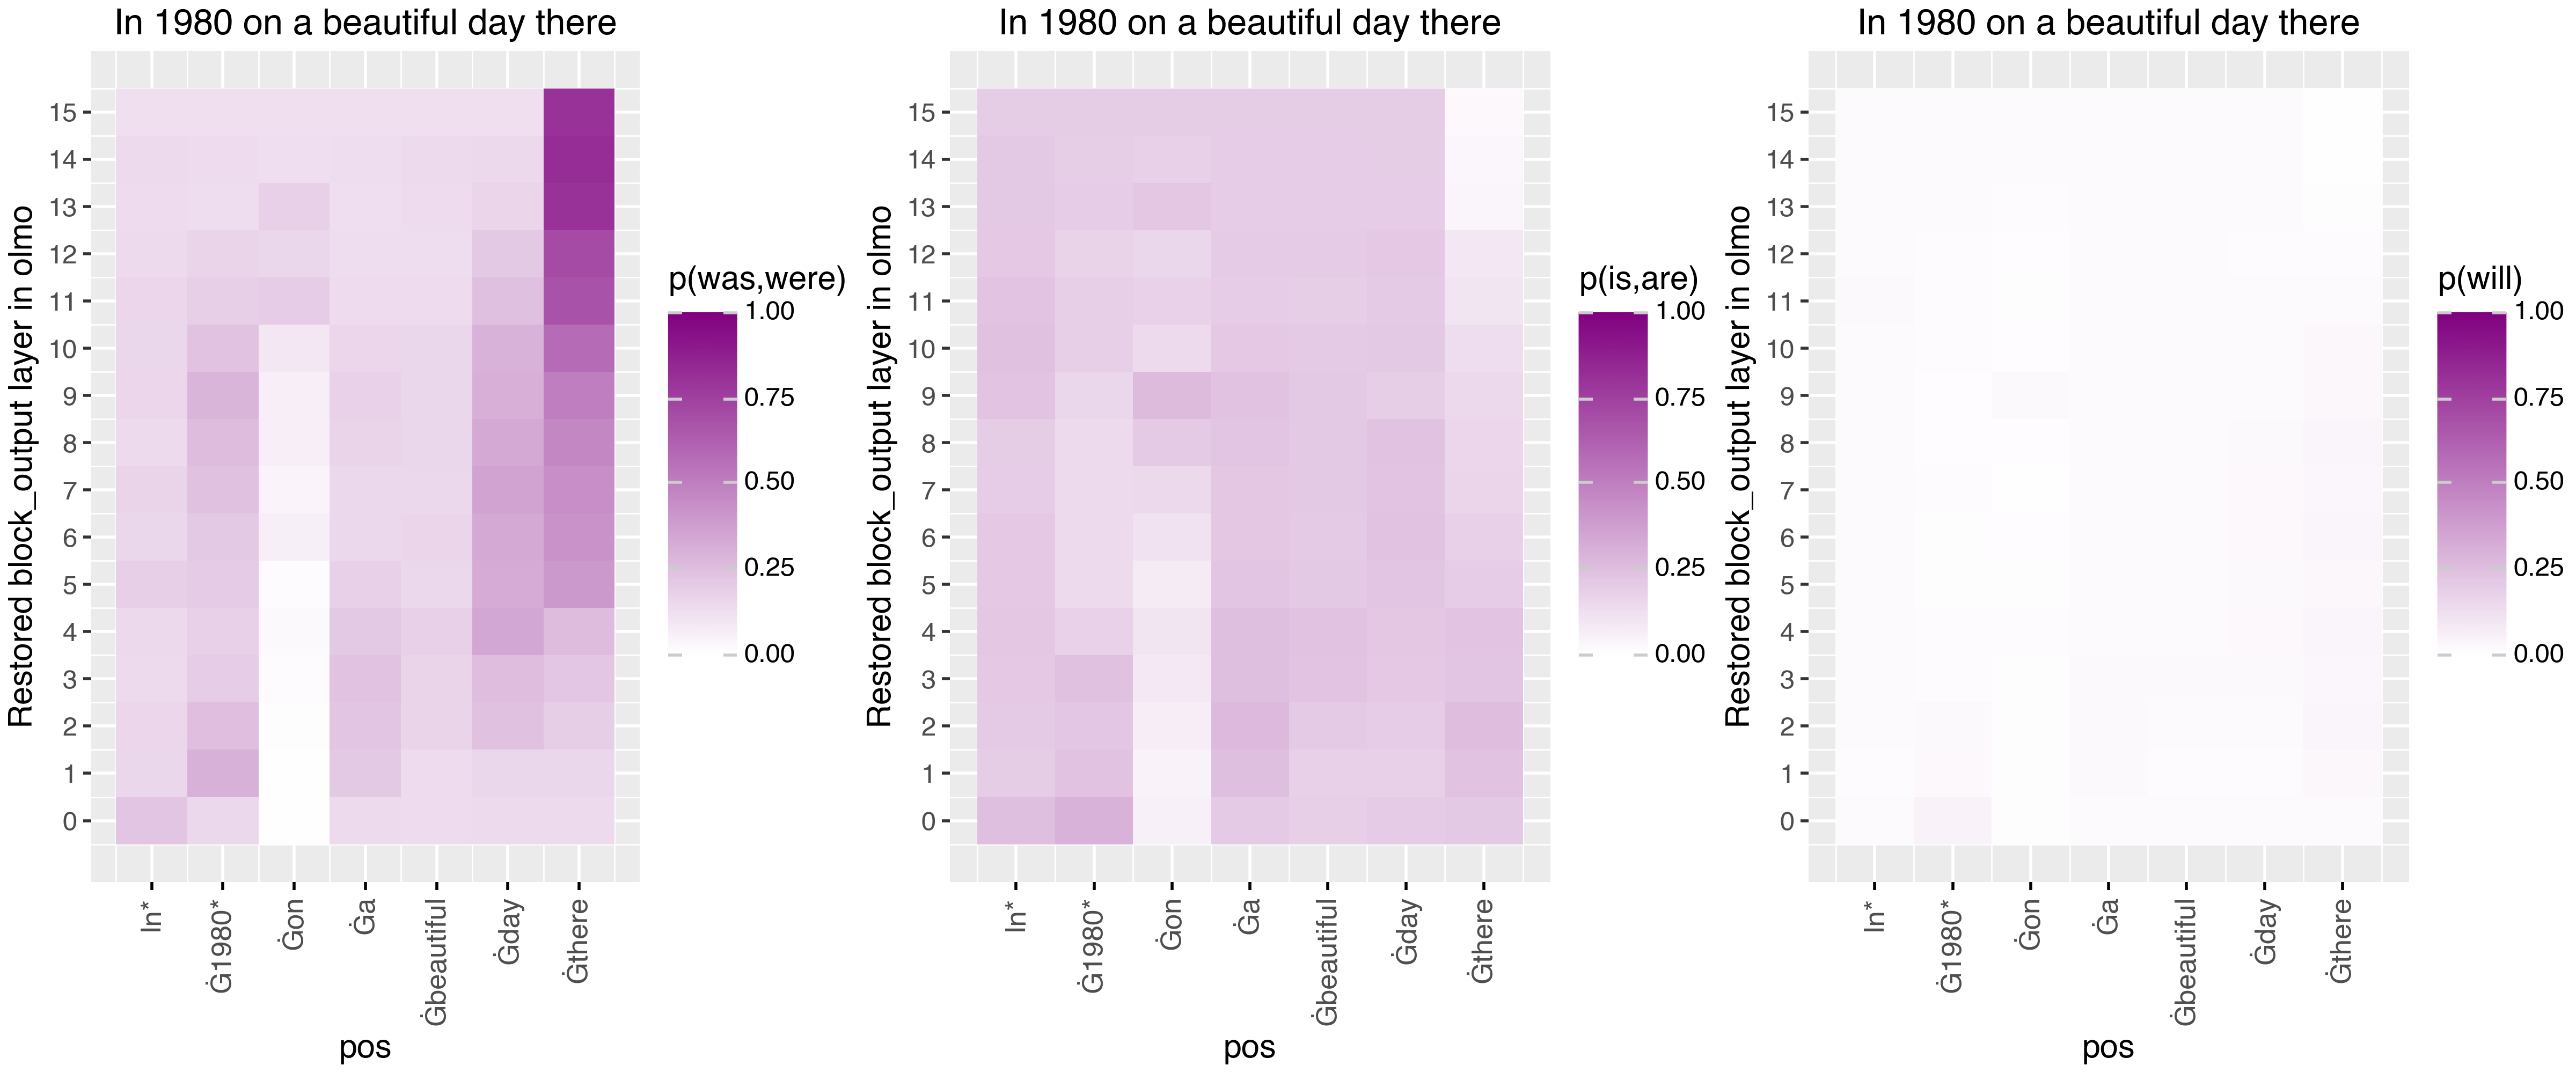 In 1980 on a beautiful day there
Restored block_output layer in olmo
15
14
13
12
11
10
9
8
7
6
5
4
3
2
1
0
In*
Ġ1980*
Ġon
Ġa
Ġbeautiful
Ġday
Ġthere
pos
p(was,were)
1.00
0.75
0.50
0.25
0.00
In 1980 on a beautiful day there
Restored block_output layer in olmo
15
14
13
12
11
10
9
8
7
6
5
4
3
2
1
0
In*
Ġ1980*
Ġon
Ġa
Ġbeautiful
Ġday
Ġthere
pos
p(is,are)
1.00
0.75
0.50
0.25
0.00
In 1980 on a beautiful day there
Restored block_output layer in olmo
15
14
13
12
11
10
9
8
7
6
5
4
3
2
1
0
In*
Ġ1980*
Ġon
Ġa
Ġbeautiful
Ġday
Ġthere
pos
p(will)
1.00
0.75
0.50
0.25
0.00